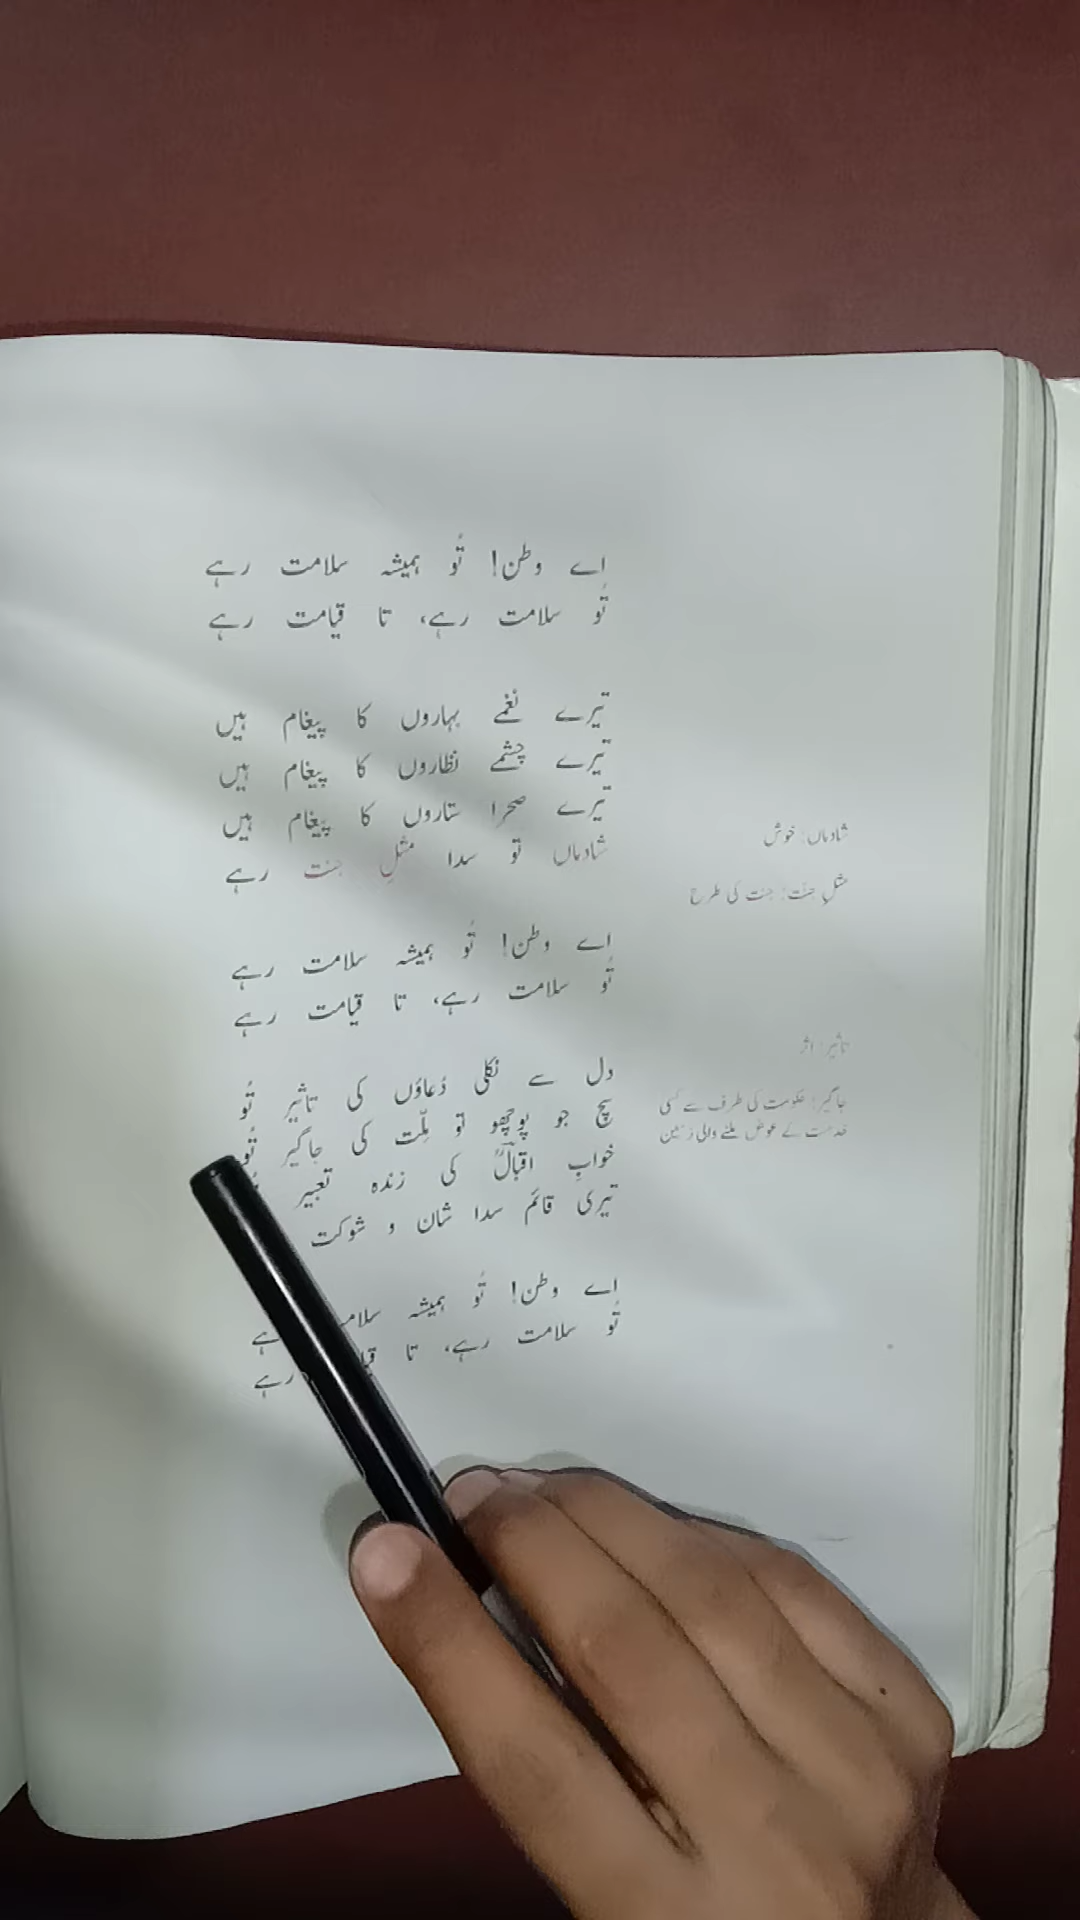 اے وطن! تُو ہمیشہ سلامت رہے
تُو سلامت رہے، تا قیامت رہے
تیرے نغمے بہاروں کا پیغام ہیں
تیرے چشمے نظاروں کا پیغام ہیں
تیرے صحرا ستاروں کا پیغام ہیں
شادماں تو سدا مثلِ جنت رہے
شادماں: خوش
مثلِ جنّت: جنت کی طرح
اے وطن! تُو ہمیشہ سلامت رہے
تُو سلامت رہے، تا قیامت رہے
دل سے نکلی دُعاؤں کی تاثیر تُو
سچ جو پوچھو تو مِلّت کی جاگیر تُو
خوابِ اقبالؒ کی زندہ تعبیر
تیری قائم سدا شان و شوکت
تاثیر: اثر
جاگیر: حکومت کی طرف سے کسی
خدمت کے عوض ملنے والی زمین
اے وطن! تُو ہمیشہ
تُو سلامت رہے، تا رہے